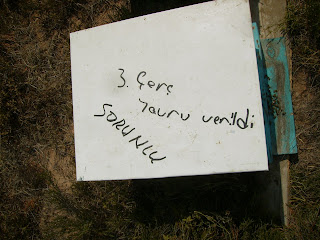 3. Çerç
Yavru verildi
SORUNLU